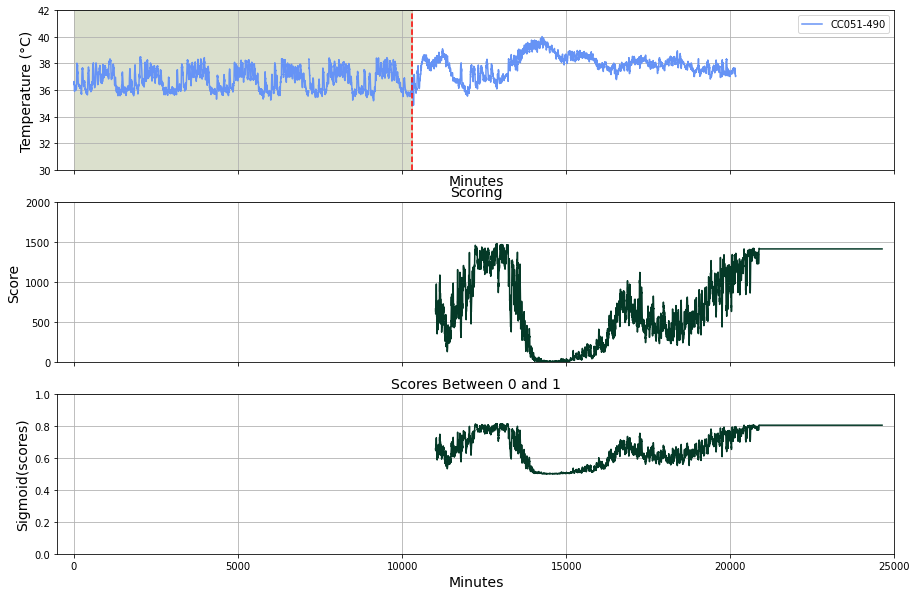 42
40
38
36
34
32
30
Temperature (°C)
CC051-490
Minutes
Scoring
2000
1500
1000
500
0
Score
Scores Between 0 and 1
1.0
0.8
0.6
0.4
0.2
0.0
Sigmoid(scores)
0 5000 10000 15000 20000 25000
Minutes